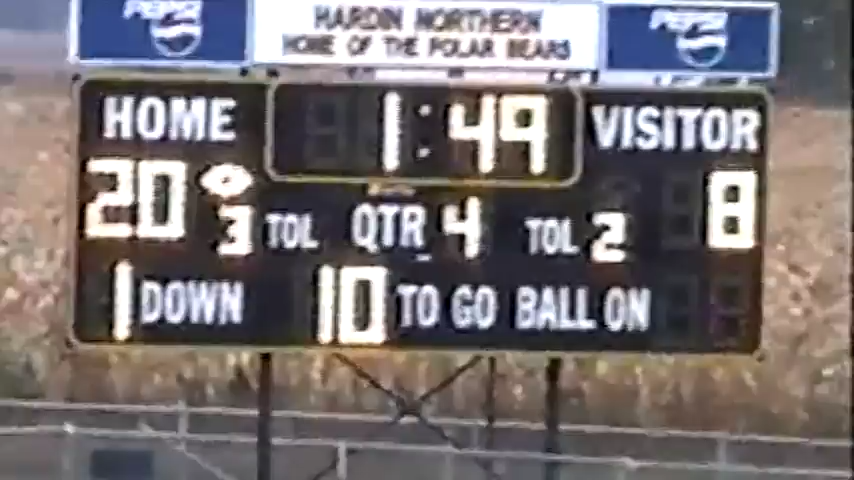 PEPSI HARDIN NORTHERN PEPSI
HOME OF THE POLAR BEARS
HOME 1:49 VISITOR
20 3 TOL QTR 4 TOL 2 8
1 DOWN 10 TO GO BALL ON